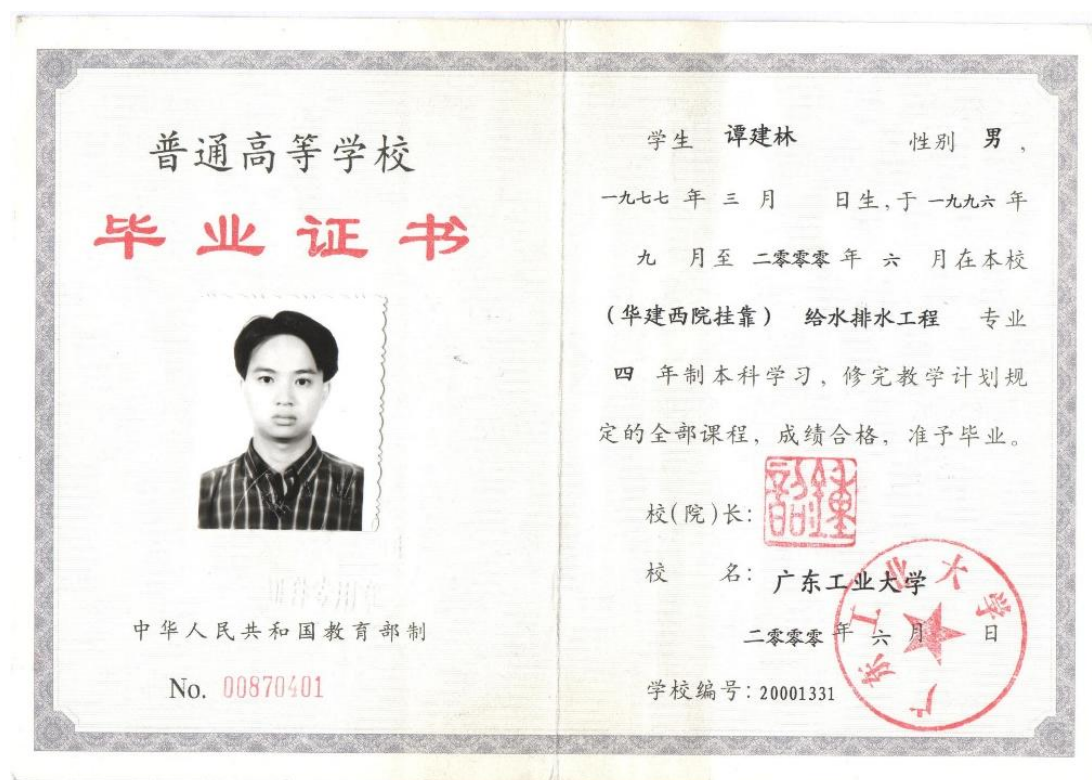 普通高等学校
毕业证书
中华人民共和国教育部制
No. 00870401
学生 谭建林 性别 男，
一九七七 年 三 月 日生，于 一九九六 年
九 月至 二零零零 年 六 月在本校
（华建西院挂靠） 给水排水工程 专业
四 年制本科学习，修完教学计划规
定的全部课程，成绩合格，准予毕业。
校(院)长：
校 名：广东工业大学
二零零零 年 六 月 日
学校编号：20001331
广东工业大学